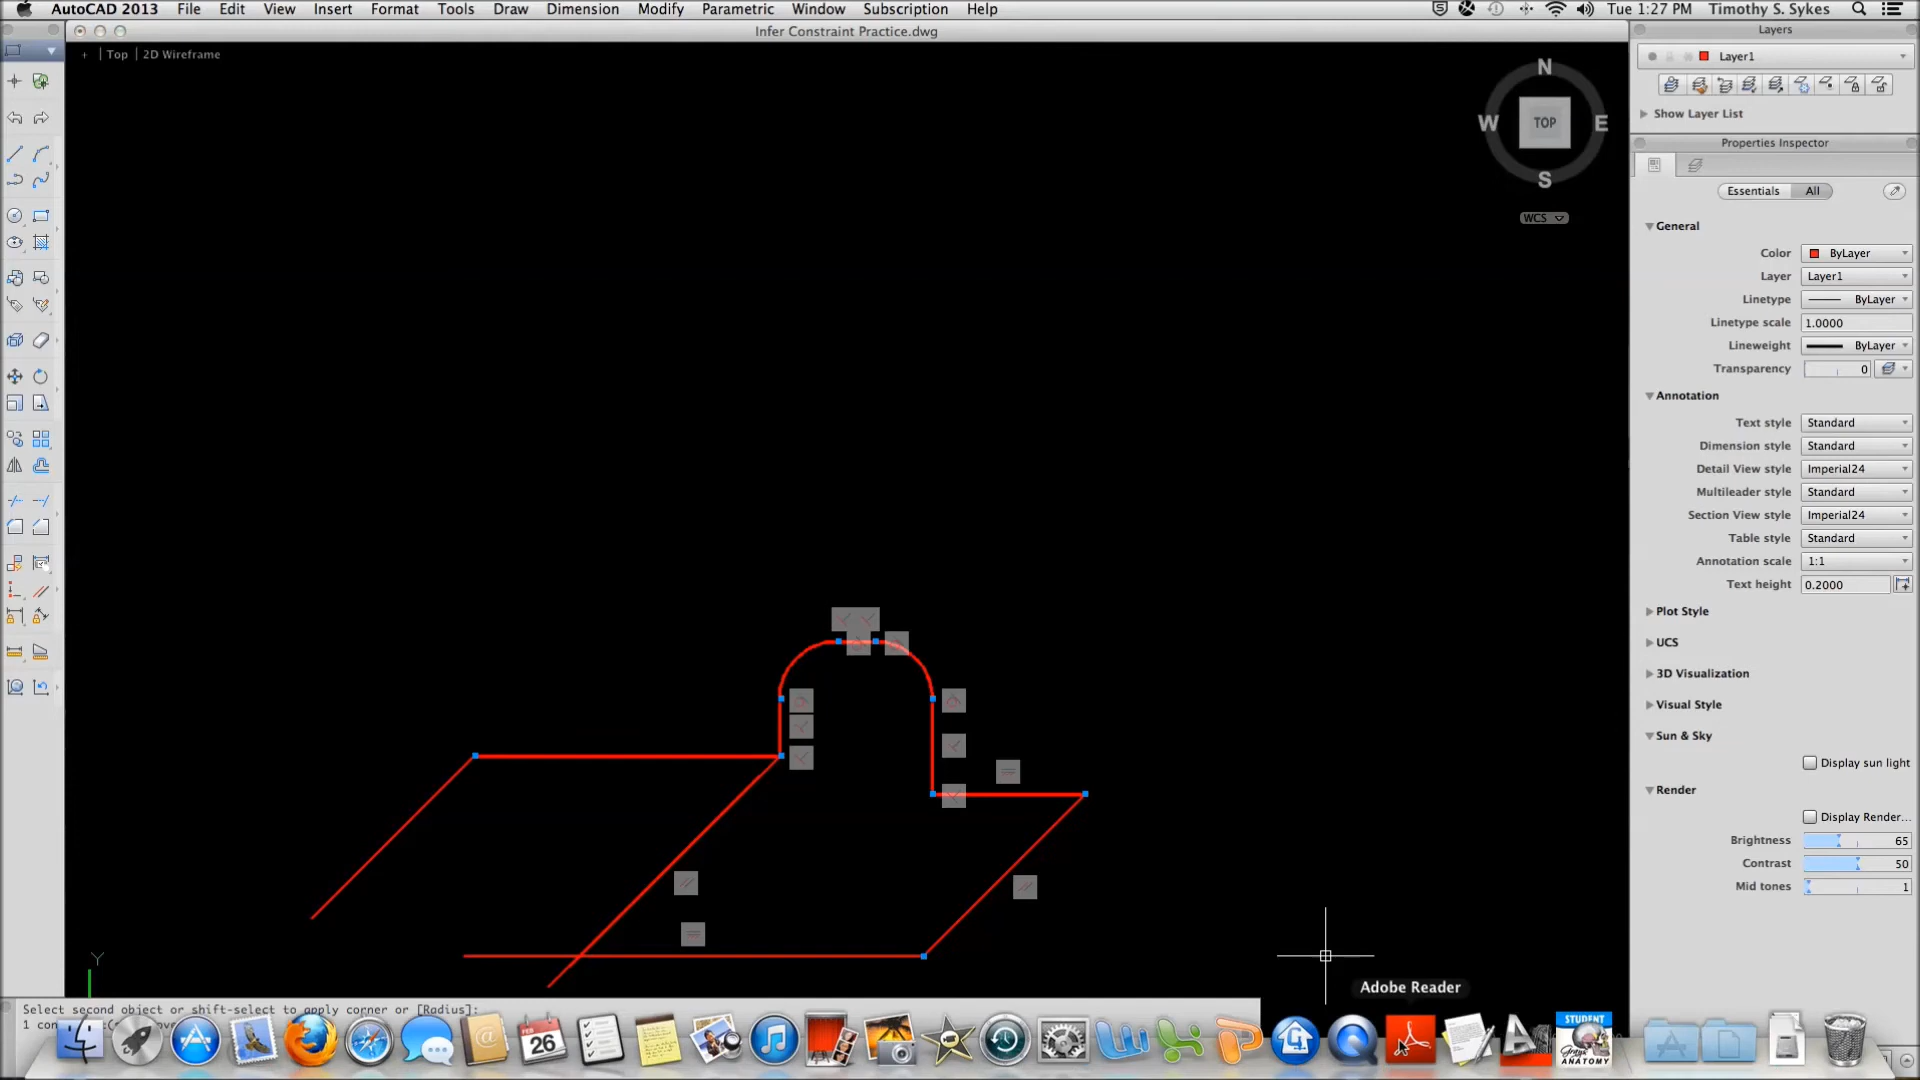 AutoCAD 2013 File Edit View Insert Format Tools Draw Dimension Modify Parametric Window Subscription Help Tue 1:27 PM Timothy S. Sykes
Infer Constraint Practice.dwg
+ Top 2D Wireframe
N
W TOP E
S
WCS
Layers
Layer1
Show Layer List
Properties Inspector
Essentials All
General
Color ByLayer
Layer Layer1
Linetype ByLayer
Linetype scale 1.0000
Lineweight ByLayer
Transparency 0
Annotation
Text style Standard
Dimension style Standard
Detail View style Imperial24
Multileader style Standard
Section View style Imperial24
Table style Standard
Annotation scale 1:1
Text height 0.2000
Plot Style
UCS
3D Visualization
Visual Style
Sun & Sky
Display sun light
Render
Display Render...
Brightness 65
Contrast 50
Mid tones 1
Y
Adobe Reader
Select second object or shift-select to apply corner or [Radius]:
1 con
FEB
26
STUDENT
ANATOMY